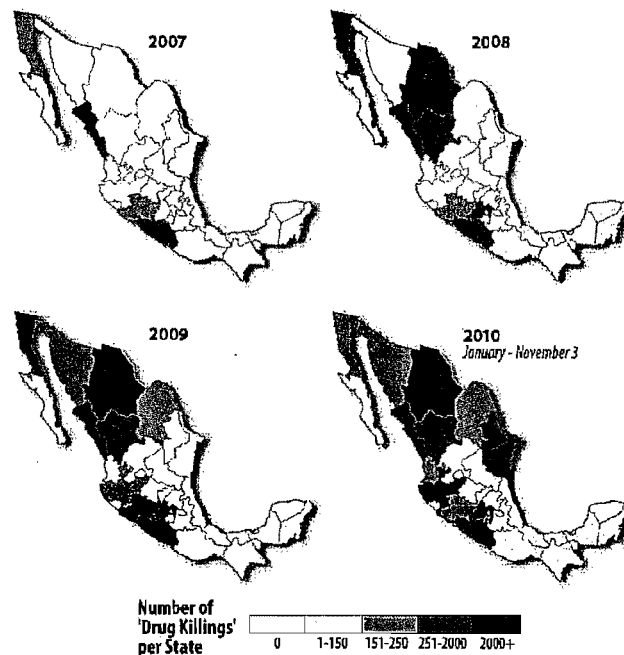 2007
2008
2009
2010
January - November 3
Number of
'Drug Killings'
per State
0 1-150 151-250 251-2000 2000+